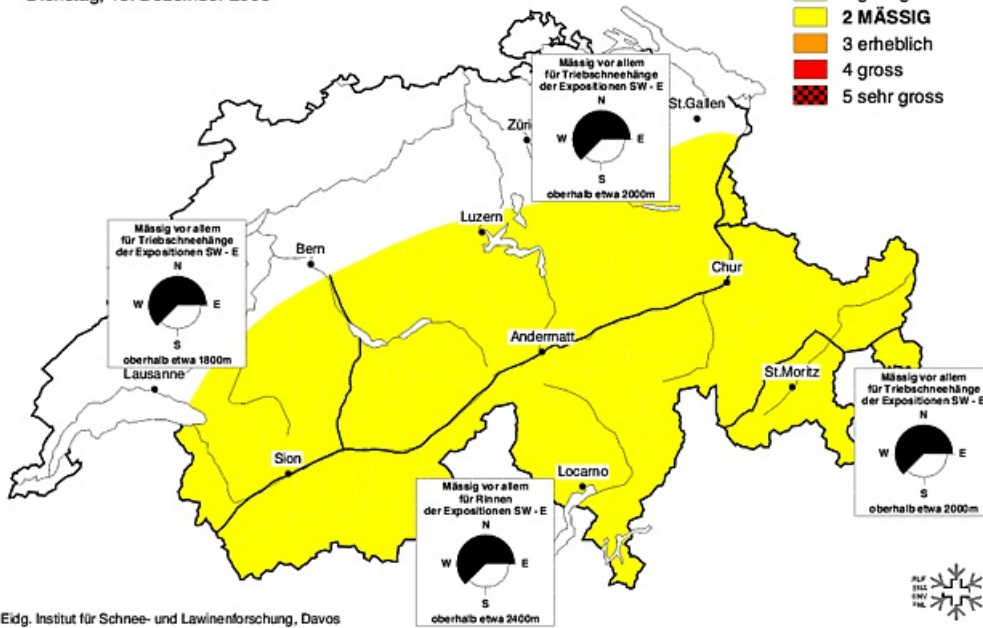 2 MÄSSIG
3 erheblich
4 gross
5 sehr gross
Mässig vor allem
für Triebschneehänge
der Expositionen SW - E
N
W E
S
oberhalb etwa 2000m
St.Gallen
Züri
Luzern
Mässig vor allem
für Triebschneehänge
der Expositionen SW - E
N
W E
S
oberhalb etwa 1800m
Bern
Chur
Andermatt
Lausanne
St.Moritz
Mässig vor allem
für Triebschneehänge
der Expositionen SW - E
N
W E
S
oberhalb etwa 2000m
Sion
Locarno
Mässig vor allem
für Rinnen
der Expositionen SW - E
N
W E
S
oberhalb etwa 2400m
Eidg. Institut für Schnee- und Lawinenforschung, Davos